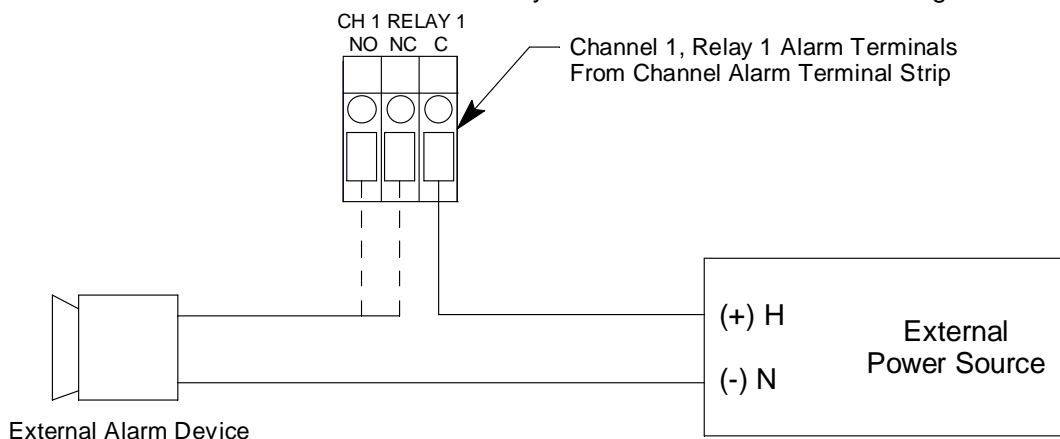 CH 1 RELAY 1
NO NC C
Channel 1, Relay 1 Alarm Terminals
From Channel Alarm Terminal Strip
(+) H
External
Power Source
(-) N
External Alarm Device